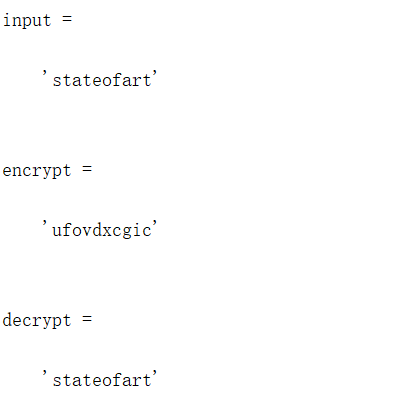 input =
'stateofart'
encrypt =
'ufovdxcgic'
decrypt =
'stateofart'